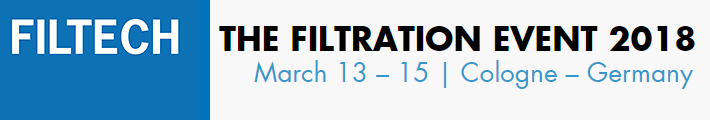 FILTECH
THE FILTRATION EVENT 2018
March 13 – 15 | Cologne – Germany